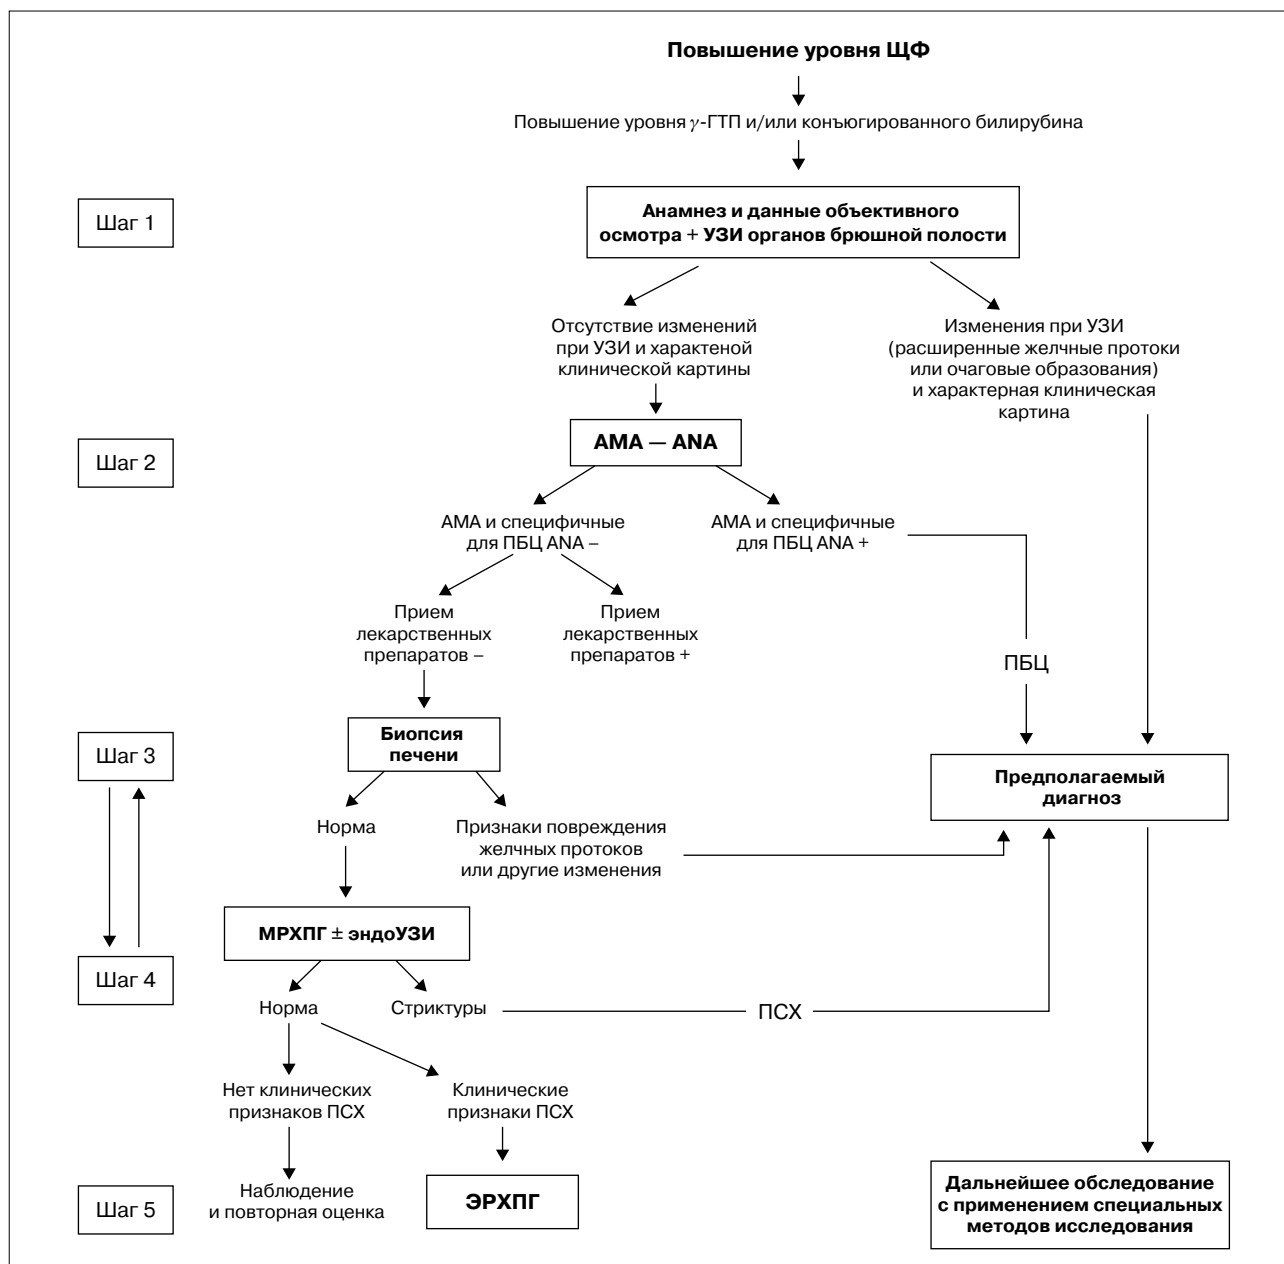 Повышение уровня ЩФ
Повышение уровня γ-ГТП и/или конъюгированного билирубина
Шаг 1
Анамнез и данные объективного
осмотра + УЗИ органов брюшной полости
Отсутствие изменений
при УЗИ и характеной
клинической картины
Изменения при УЗИ
(расширенные желчные протоки
или очаговые образования)
и характерная клиническая
картина
Шаг 2
АМА — ANA
АМА и специфичные
для ПБЦ ANA –
АМА и специфичные
для ПБЦ ANA +
Прием
лекарственных
препаратов –
Прием
лекарственных
препаратов +
ПБЦ
Шаг 3
Биопсия
печени
Предполагаемый
диагноз
Норма
Признаки повреждения
желчных протоков
или другие изменения
МРХПГ ± эндоУЗИ
Шаг 4
Норма
Стриктуры
ПСХ
Нет клинических
признаков ПСХ
Клинические
признаки ПСХ
Шаг 5
Наблюдение
и повторная оценка
ЭРХПГ
Дальнейшее обследование
с применением специальных
методов исследования